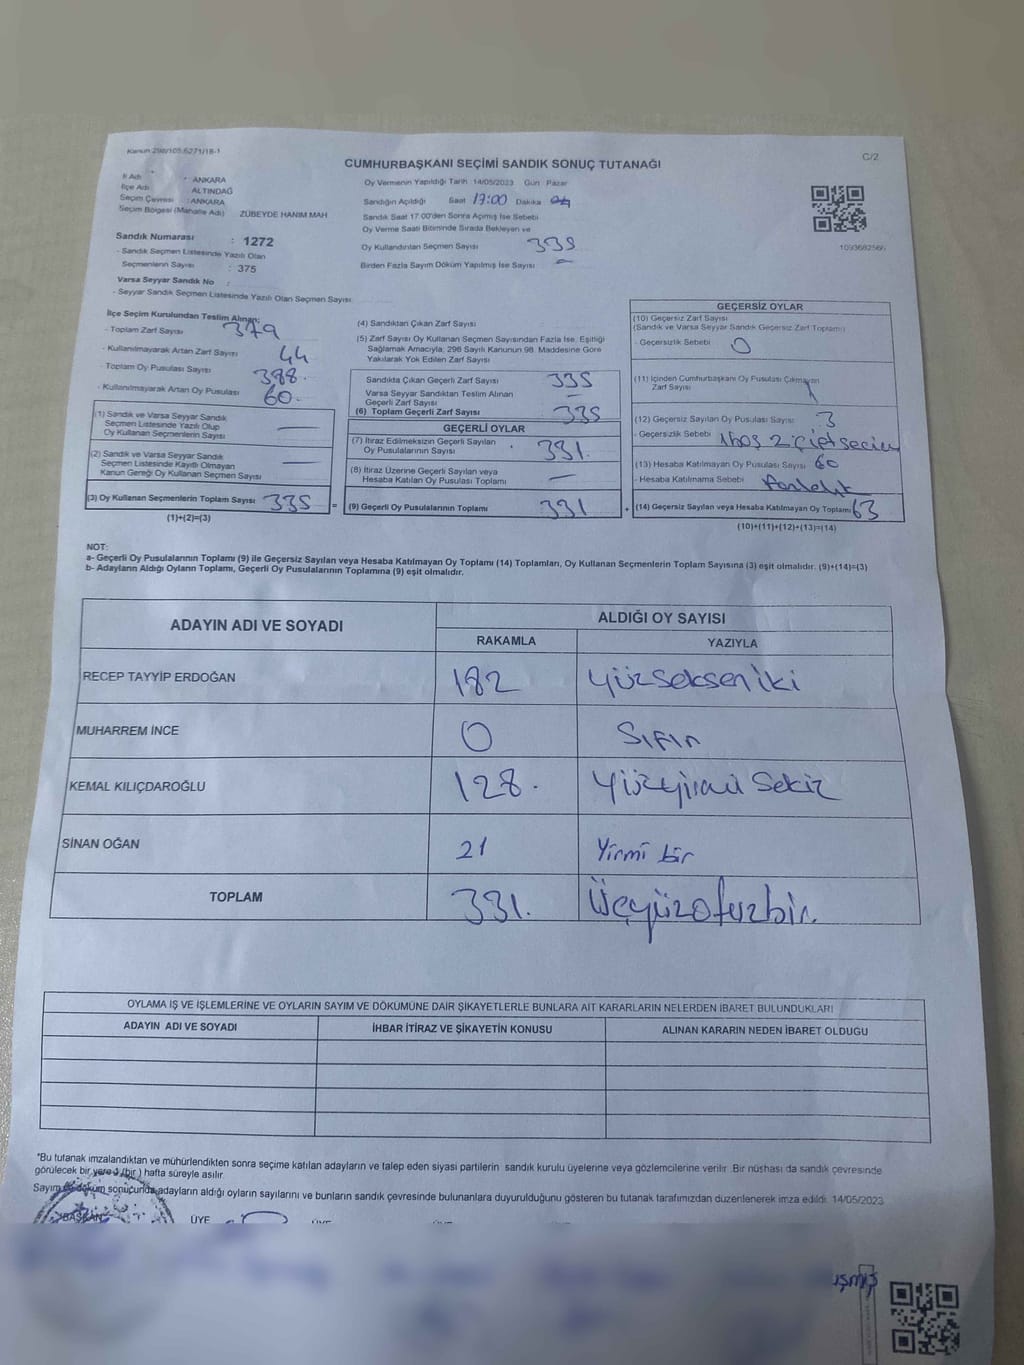 Kanun 298/105,6271/18-1
C/2
CUMHURBAŞKANI SEÇİMİ SANDIK SONUÇ TUTANAĞI
İl Adı : ANKARA
İlçe Adı : ALTINDAĞ
Seçim Çevresi : ANKARA
Seçim Bölgesi (Mahalle Adı) ZÜBEYDE HANIM MAH
Sandık Numarası : 1272
- Sandık Seçmen Listesinde Yazılı Olan
Seçmenlerin Sayısı : 375
Varsa Seyyar Sandık No :
- Seyyar Sandık Seçmen Listesinde Yazılı Olan Seçmen Sayısı
Oy Vermenin Yapıldığı Tarih 14/05/2023 Gün : Pazar
Sandığın Açıldığı Saat 17:00 Dakika
Sandık Saat 17.00'den Sonra Açılmış İse Sebebi
Oy Verme Saati Bitiminde Sırada Bekleyen ve
Oy Kullandırılan Seçmen Sayısı 335
Birden Fazla Sayım Döküm Yapılmış İse Sayısı –
1093682566
İlçe Seçim Kurulundan Teslim Alınan;
- Toplam Zarf Sayısı 379
- Kullanılmayarak Artan Zarf Sayısı 44
- Toplam Oy Pusulası Sayısı 388.
- Kullanılmayarak Artan Oy Pusulası 60.
(1) Sandık ve Varsa Seyyar Sandık
Seçmen Listesinde Yazılı Olup
Oy Kullanan Seçmenlerin Sayısı —
(2) Sandık ve Varsa Seyyar Sandık
Seçmen Listesinde Kayıtlı Olmayan
Kanun Gereği Oy Kullanan Seçmen Sayısı —
(3) Oy Kullanan Seçmenlerin Toplam Sayısı 335 =
(1)+(2)=(3)
(4) Sandıktan Çıkan Zarf Sayısı
(5) Zarf Sayısı Oy Kullanan Seçmen Sayısından Fazla İse, Eşitliği
Sağlamak Amacıyla, 298 Sayılı Kanunun 98. Maddesine Göre
Yakılarak Yok Edilen Zarf Sayısı
Sandıkta Çıkan Geçerli Zarf Sayısı 335
Varsa Seyyar Sandıktan Teslim Alınan
Geçerli Zarf Sayısı –
(6) Toplam Geçerli Zarf Sayısı 335
GEÇERLİ OYLAR
(7) İtiraz Edilmeksizin Geçerli Sayılan
Oy Pusulalarının Sayısı 331.
(8) İtiraz Üzerine Geçerli Sayılan veya
Hesaba Katılan Oy Pusulası Toplamı –
(9) Geçerli Oy Pusulalarının Toplamı 331 +
GEÇERSİZ OYLAR
(10) Geçersiz Zarf Sayısı
(Sandık ve Varsa Seyyar Sandık Geçersiz Zarf Toplamı)
- Geçersizlik Sebebi 0
(11) İçinden Cumhurbaşkanı Oy Pusulası Çıkmayan
Zarf Sayısı 1
(12) Geçersiz Sayılan Oy Pusulası Sayısı 3
- Geçersizlik Sebebi 1 boş 2 çift seçim
(13) Hesaba Katılmayan Oy Pusulası Sayısı 60
- Hesaba Katılmama Sebebi
(14) Geçersiz Sayılan veya Hesaba Katılmayan Oy Toplamı 63
(10)+(11)+(12)+(13)=(14)
NOT:
a- Geçerli Oy Pusulalarının Toplamı (9) ile Geçersiz Sayılan veya Hesaba Katılmayan Oy Toplamı (14) Toplamları, Oy Kullanan Seçmenlerin Toplam Sayısına (3) eşit olmalıdır. (9)+(14)=(3)
b- Adayların Aldığı Oyların Toplamı, Geçerli Oy Pusulalarının Toplamına (9) eşit olmalıdır.
ADAYIN ADI VE SOYADI
ALDIĞI OY SAYISI
RAKAMLA YAZIYLA
RECEP TAYYİP ERDOĞAN 182 Yüzseksen iki
MUHARREM İNCE 0 Sıfır
KEMAL KILIÇDAROĞLU 128. Yüzyirmi Sekiz
SİNAN OĞAN 21 Yirmi bir
TOPLAM 331. Üçyüzotuzbir.
OYLAMA İŞ VE İŞLEMLERİNE VE OYLARIN SAYIM VE DÖKÜMÜNE DAİR ŞİKAYETLERLE BUNLARA AİT KARARLARIN NELERDEN İBARET BULUNDUKLARI
ADAYIN ADI VE SOYADI İHBAR İTİRAZ VE ŞİKAYETİN KONUSU ALINAN KARARIN NEDEN İBARET OLDUĞU
*Bu tutanak imzalandıktan ve mühürlendikten sonra seçime katılan adayların ve talep eden siyasi partilerin sandık kurulu üyelerine veya gözlemcilerine verilir. Bir nüshası da sandık çevresinde
görülecek bir yere 1 (bir ) hafta süreyle asılır.
Sayım ve döküm sonucunda adayların aldığı oyların sayılarını ve bunların sandık çevresinde bulunanlara duyurulduğunu gösteren bu tutanak tarafımızdan düzenlenerek imza edildi. 14/05/2023
BAŞKAN ÜYE